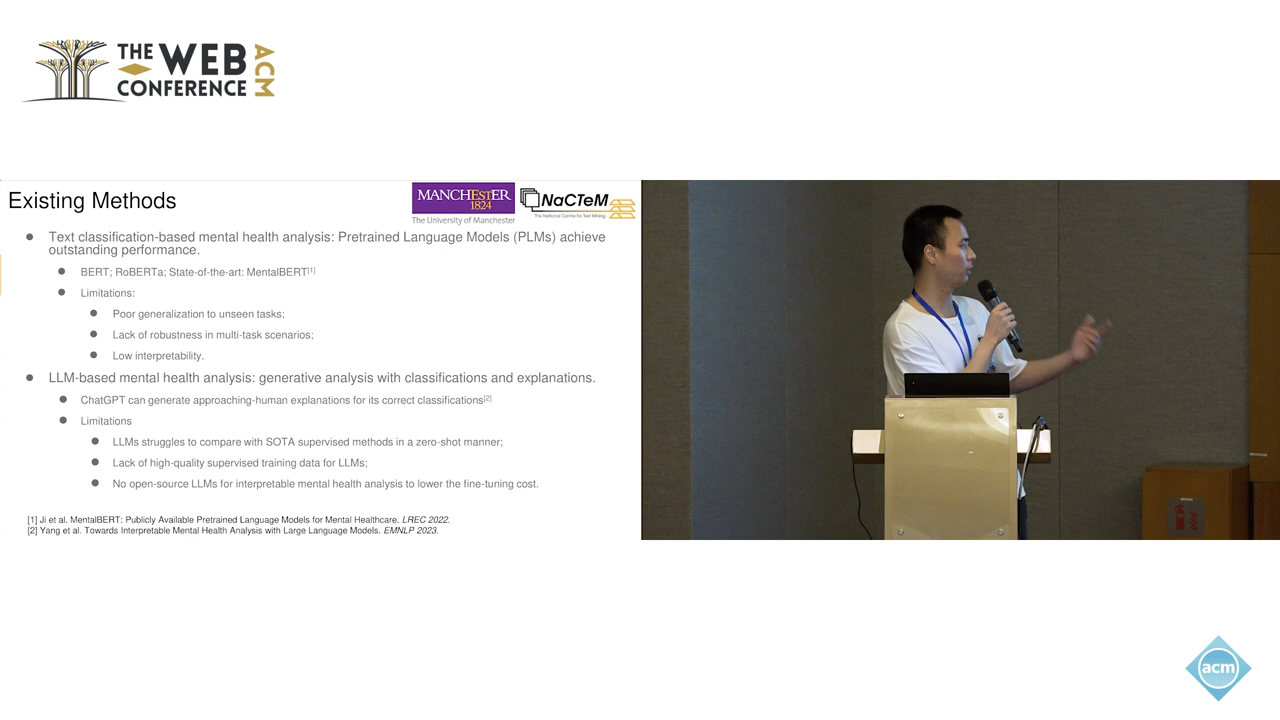 THE WEB
CONFERENCE
ACM
Existing Methods
MANCHESTER
1824
The University of Manchester
NaCTeM
The National Centre for Text Mining
● Text classification-based mental health analysis: Pretrained Language Models (PLMs) achieve
outstanding performance.
● BERT; RoBERTa; State-of-the-art: MentalBERT[1]
● Limitations:
● Poor generalization to unseen tasks;
● Lack of robustness in multi-task scenarios;
● Low interpretability.
● LLM-based mental health analysis: generative analysis with classifications and explanations.
● ChatGPT can generate approaching-human explanations for its correct classifications[2]
● Limitations
● LLMs struggles to compare with SOTA supervised methods in a zero-shot manner;
● Lack of high-quality supervised training data for LLMs;
● No open-source LLMs for interpretable mental health analysis to lower the fine-tuning cost.
[1] Ji et al. MentalBERT: Publicly Available Pretrained Language Models for Mental Healthcare. LREC 2022.
[2] Yang et al. Towards Interpretable Mental Health Analysis with Large Language Models. EMNLP 2023.
acm